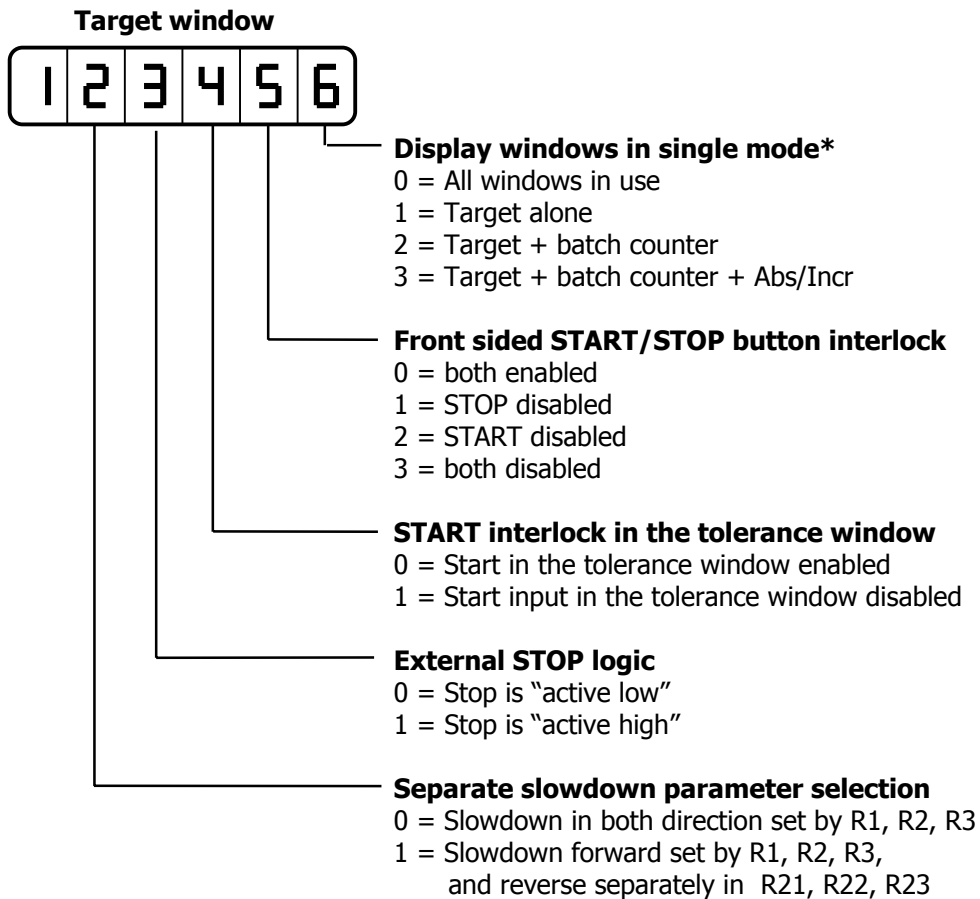 Target window
1 2 3 4 5 6
Display windows in single mode*
0 = All windows in use
1 = Target alone
2 = Target + batch counter
3 = Target + batch counter + Abs/Incr
Front sided START/STOP button interlock
0 = both enabled
1 = STOP disabled
2 = START disabled
3 = both disabled
START interlock in the tolerance window
0 = Start in the tolerance window enabled
1 = Start input in the tolerance window disabled
External STOP logic
0 = Stop is “active low”
1 = Stop is “active high”
Separate slowdown parameter selection
0 = Slowdown in both direction set by R1, R2, R3
1 = Slowdown forward set by R1, R2, R3,
and reverse separately in R21, R22, R23